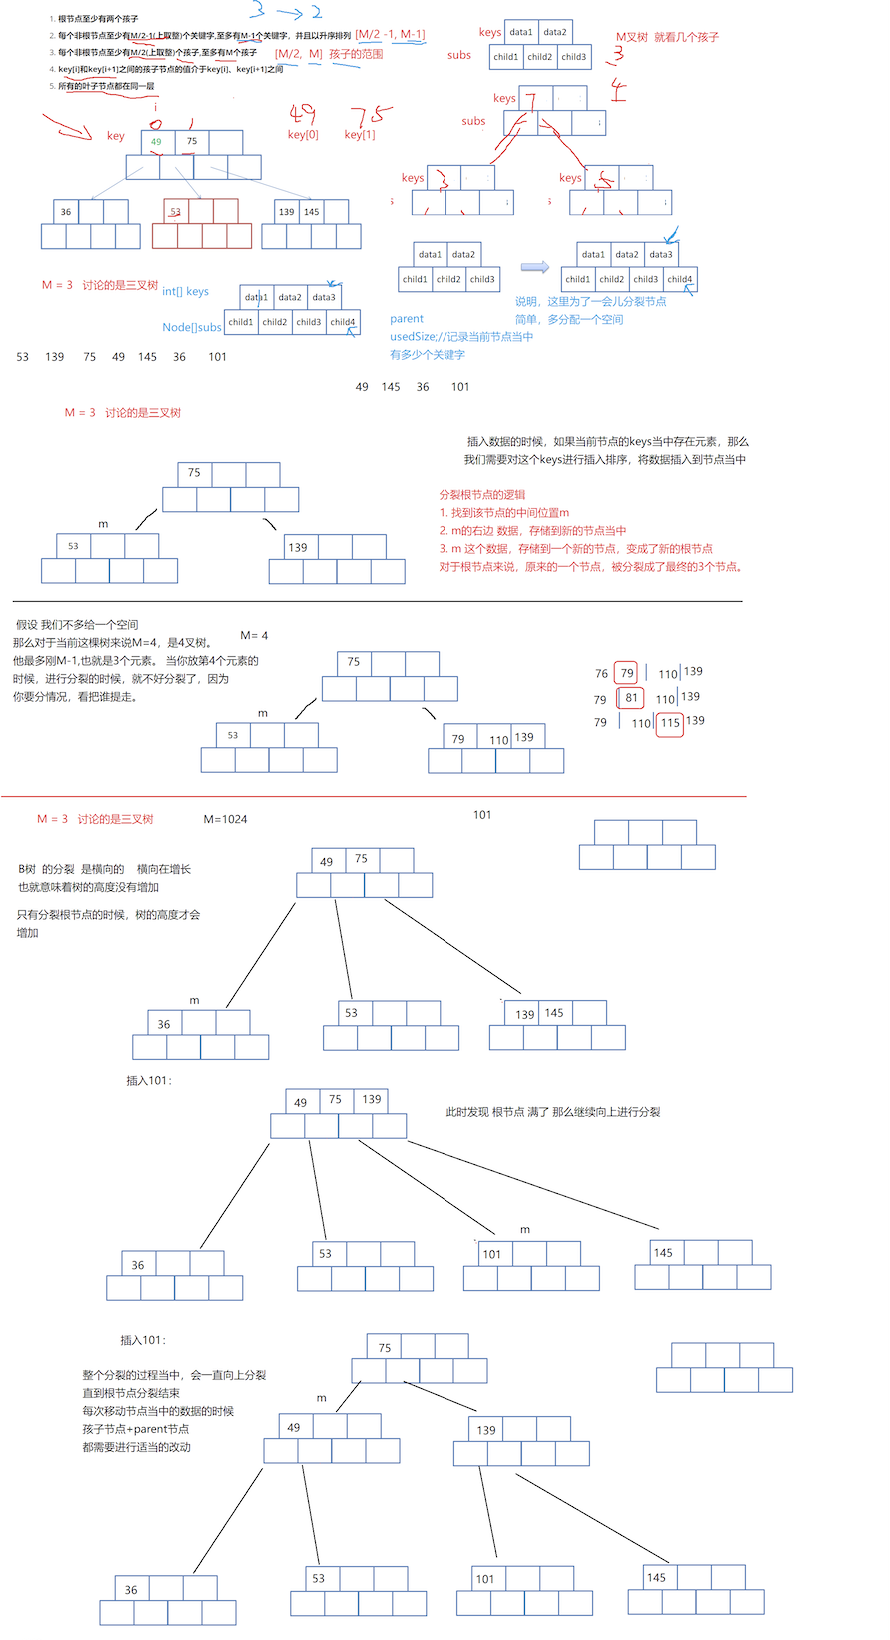 3 → 2
1. 根节点至少有两个孩子
2. 每个非根节点至少有M/2-1(上取整)个关键字,至多有M-1个关键字，并且以升序排列 [M/2 -1, M-1]
3. 每个非根节点至少有M/2(上取整)个孩子,至多有M个孩子 [M/2, M] 孩子的范围
4. key[i]和key[i+1]之间的孩子节点的值介于key[i]、key[i+1]之间
5. 所有的叶子节点都在同一层
keys data1 data2
subs child1 child2 child3
M叉树 就看几个孩子
3
4
keys 7
subs
keys 3
keys 5
s
s
i
0 1
key 49 75
49 75
key[0] key[1]
36
53
139 145
data1 data2
child1 child2 child3
data1 data2 data3
child1 child2 child3 child4
说明，这里为了一会儿分裂节点
简单，多分配一个空间
M = 3 讨论的是三叉树
int[] keys data1 data2 data3
Node[]subs child1 child2 child3 child4
parent
usedSize;//记录当前节点当中
有多少个关键字
53 139 75 49 145 36 101
49 145 36 101
M = 3 讨论的是三叉树
插入数据的时候，如果当前节点的keys当中存在元素，那么
我们需要对这个keys进行插入排序，将数据插入到节点当中
75
m
53
139
分裂根节点的逻辑
1. 找到该节点的中间位置m
2. m的右边 数据，存储到新的节点当中
3. m 这个数据，存储到一个新的节点，变成了新的根节点
对于根节点来说，原来的一个节点，被分裂成了最终的3个节点。
假设 我们不多给一个空间
那么对于当前这棵树来说M=4，是4叉树。
他最多刚M-1,也就是3个元素。 当你放第4个元素的
时候，进行分裂的时候，就不好分裂了，因为
你要分情况，看把谁提走。
M= 4
75
m
53
79 110 139
76 79 110 139
79 81 110 139
79 110 115 139
M = 3 讨论的是三叉树
M=1024
101
B树 的分裂 是横向的 横向在增长
也就意味着树的高度没有增加
只有分裂根节点的时候，树的高度才会
增加
49 75
m
36
53
139 145
插入101：
49 75 139
此时发现 根节点 满了 那么继续向上进行分裂
m
36
53
101
145
插入101：
整个分裂的过程当中，会一直向上分裂
直到根节点分裂结束
每次移动节点当中的数据的时候
孩子节点+parent节点
都需要进行适当的改动
75
m
49
139
36
53
101
145